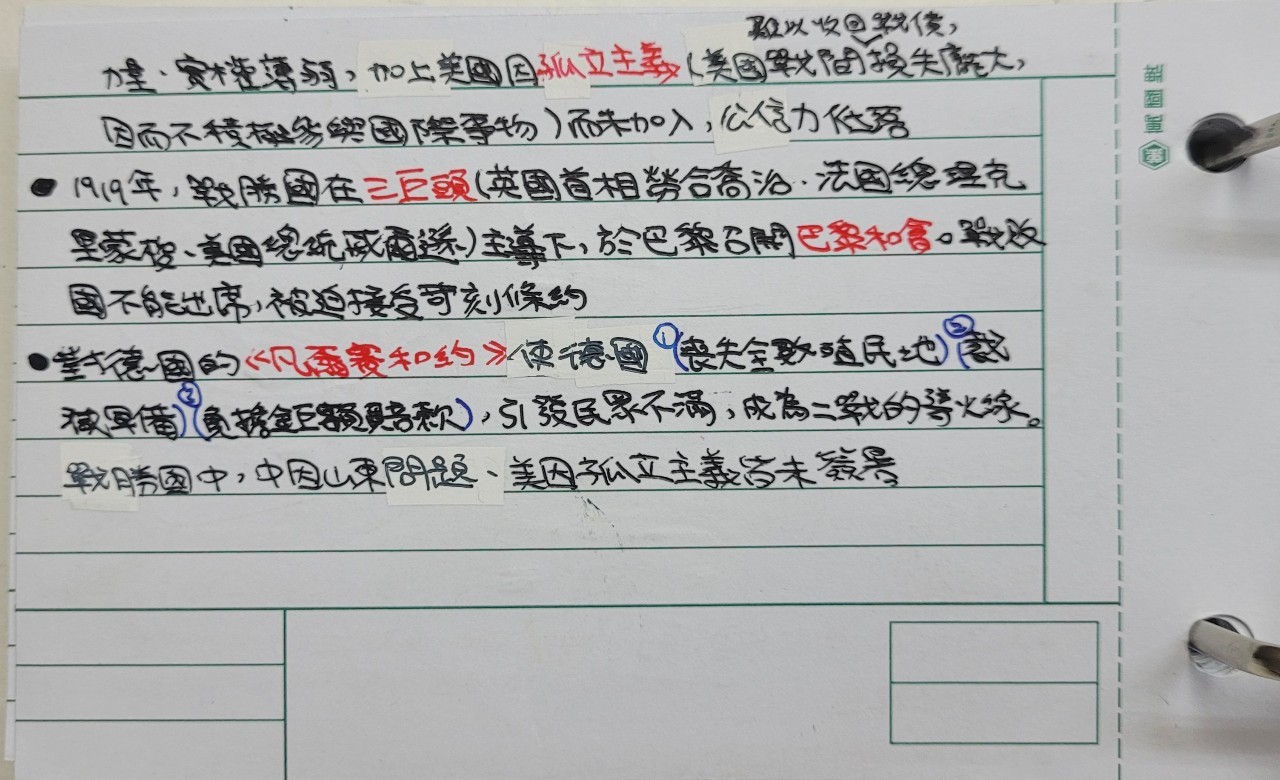 難以收回戰債，
力量、實權薄弱，加上美國因孤立主義(美國戰間損失龐大，
因而不積極參與國際事物)而未加入，公信力低落
● 1919年，戰勝國在三巨頭(英國首相勞合喬治、法國總理克
里蒙梭、美國總統威爾遜)主導下，於巴黎召開巴黎和會。戰敗
國不能出席，被迫接受苛刻條約
● 對德國的《凡爾賽和約》使德國①(喪失全數殖民地)②(裁
減軍備)③(負擔鉅額賠款)，引發民眾不滿，成為二戰的導火線。
戰勝國中，中因山東問題、美因孤立主義皆未簽署